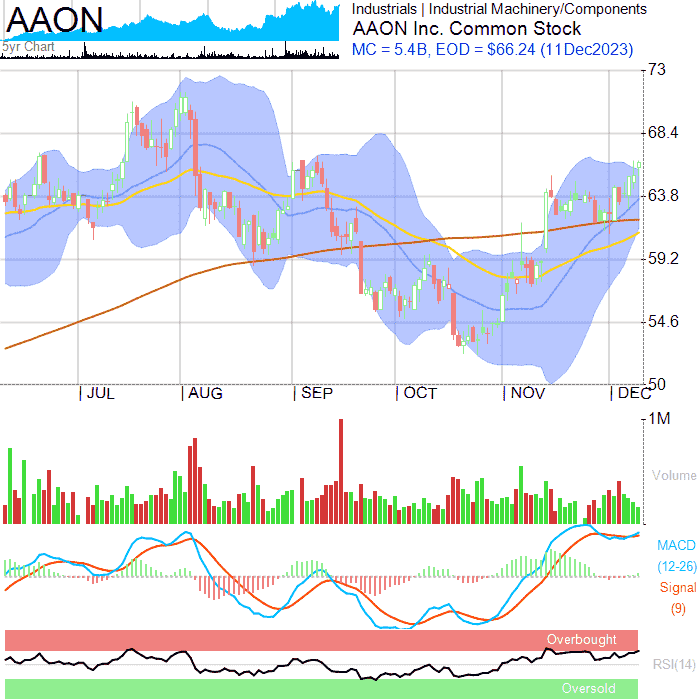 AAON
5yr Chart
Industrials | Industrial Machinery/Components
AAON Inc. Common Stock
MC = 5.4B, EOD = $66.24 (11Dec2023)
73
68.4
63.8
59.2
54.6
50
JUL AUG SEP OCT NOV DEC
1M
Volume
MACD
(12-26)
Signal
(9)
Overbought
RSI(14)
Oversold